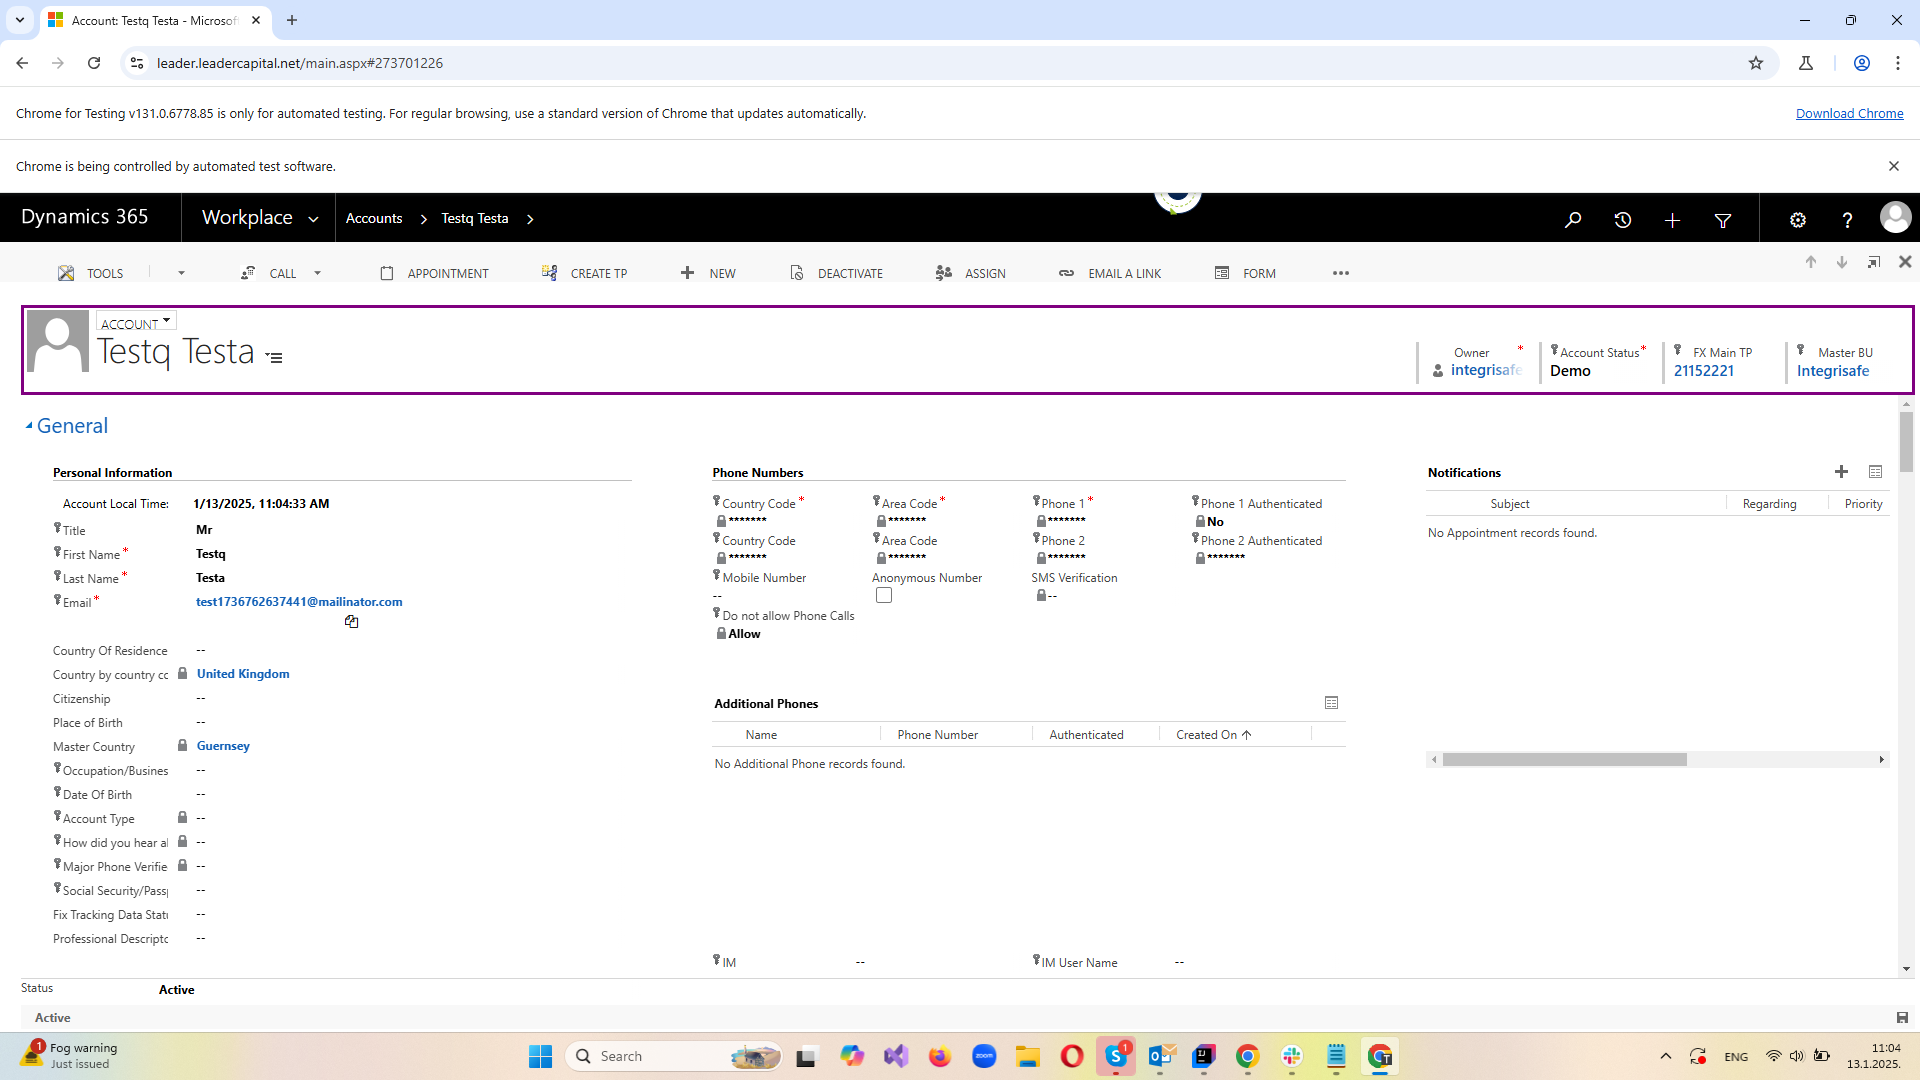 Account: Testq Testa - Microsof
leader.leadercapital.net/main.aspx#273701226
Chrome for Testing v131.0.6778.85 is only for automated testing. For regular browsing, use a standard version of Chrome that updates automatically.
Download Chrome
Chrome is being controlled by automated test software.
Dynamics 365
Workplace
Accounts
Testq Testa
TOOLS
CALL
APPOINTMENT
CREATE TP
NEW
DEACTIVATE
ASSIGN
EMAIL A LINK
FORM
ACCOUNT
Testq Testa
Owner *
integrisafe
Account Status *
Demo
FX Main TP
21152221
Master BU
Integrisafe
General
Personal Information
Account Local Time:
1/13/2025, 11:04:33 AM
Title
Mr
First Name *
Testq
Last Name *
Testa
Email *
test1736762637441@mailinator.com
Country Of Residence
--
Country by country cc
United Kingdom
Citizenship
--
Place of Birth
--
Master Country
Guernsey
Occupation/Busines
--
Date Of Birth
--
Account Type
--
How did you hear a
--
Major Phone Verifie
--
Social Security/Pass
--
Fix Tracking Data Stat
--
Professional Descripto
--
Phone Numbers
Country Code *
*******
Area Code *
*******
Phone 1 *
*******
Phone 1 Authenticated
No
Country Code
*******
Area Code
*******
Phone 2
*******
Phone 2 Authenticated
*******
Mobile Number
--
Anonymous Number
SMS Verification
--
Do not allow Phone Calls
Allow
Additional Phones
Name
Phone Number
Authenticated
Created On
No Additional Phone records found.
IM
--
IM User Name
--
Notifications
Subject
Regarding
Priority
No Appointment records found.
Status
Active
Active
1
Fog warning
Just issued
Search
zoom
1
ENG
11:04
13.1.2025.